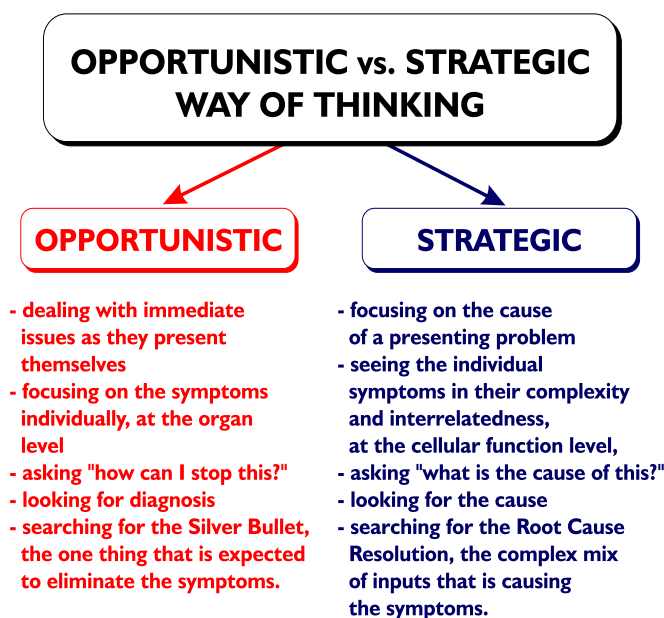 OPPORTUNISTIC vs. STRATEGIC
WAY OF THINKING
OPPORTUNISTIC
- dealing with immediate
issues as they present
themselves
- focusing on the symptoms
individually, at the organ
level
- asking "how can I stop this?"
- looking for diagnosis
- searching for the Silver Bullet,
the one thing that is expected
to eliminate the symptoms.
STRATEGIC
- focusing on the cause
of a presenting problem
- seeing the individual
symptoms in their complexity
and interrelatedness,
at the cellular function level,
- asking "what is the cause of this?"
- looking for the cause
- searching for the Root Cause
Resolution, the complex mix
of inputs that is causing
the symptoms.